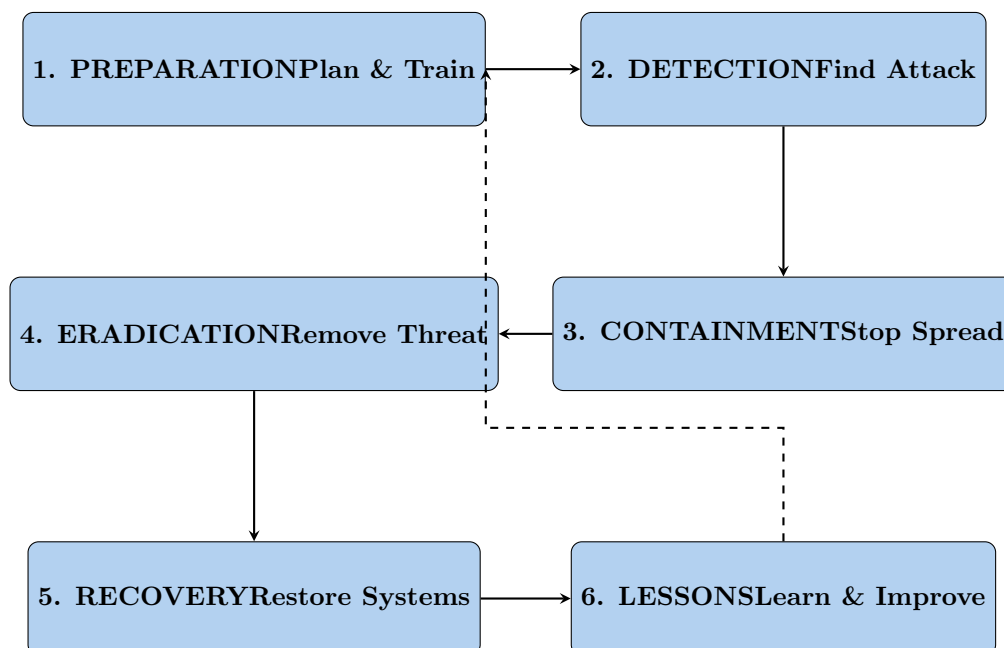 1. PREPARATIONPlan & Train
2. DETECTIONFind Attack
3. CONTAINMENTStop Spread
4. ERADICATIONRemove Threat
5. RECOVERYRestore Systems
6. LESSONSLearn & Improve